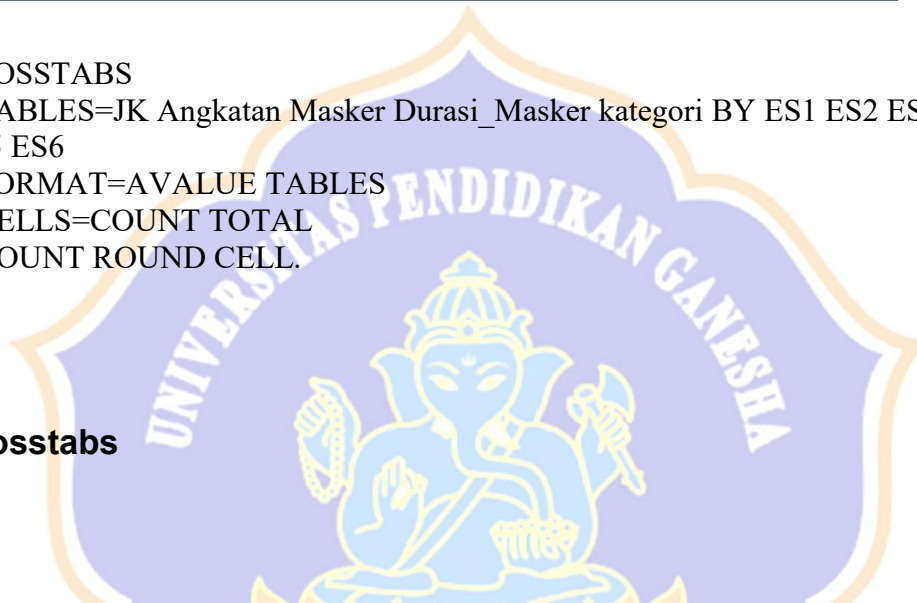 OSSTABS
ABLES=JK Angkatan Masker Durasi_Masker kategori BY ES1 ES2 ES
ES6
ORMAT=AVALUE TABLES
ELLS=COUNT TOTAL
OUNT ROUND CELL.
UNIVERSITAS PENDIDIKAN GANESHA
osstabs